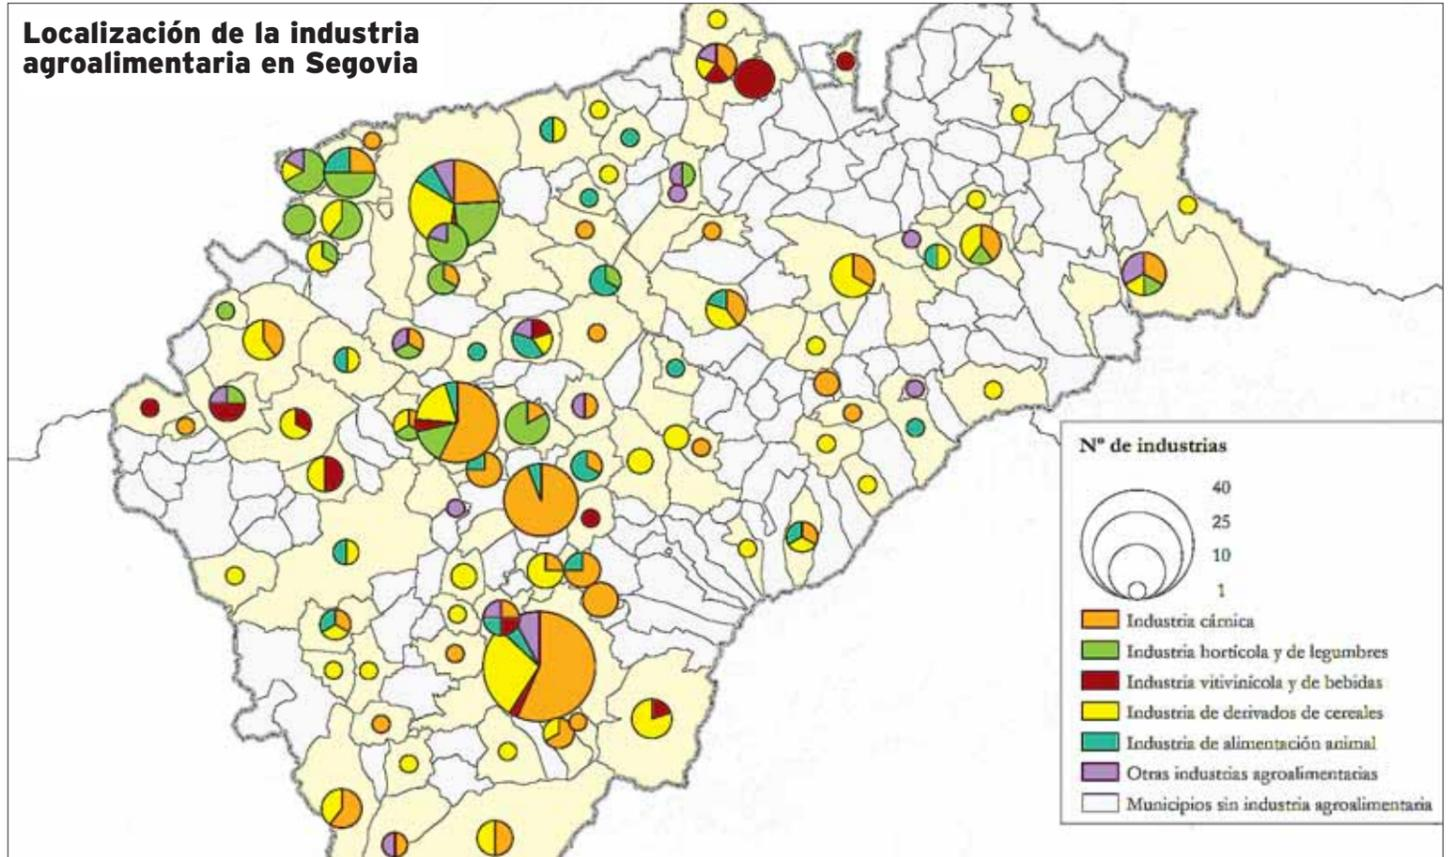 Localización de la industria
agroalimentaria en Segovia
Nº de industrias
40
25
10
1
Industria cárnica
Industria hortícola y de legumbres
Industria vitivinícola y de bebidas
Industria de derivados de cereales
Industria de alimentación animal
Otras industrias agroalimentarias
Municipios sin industria agroalimentaria